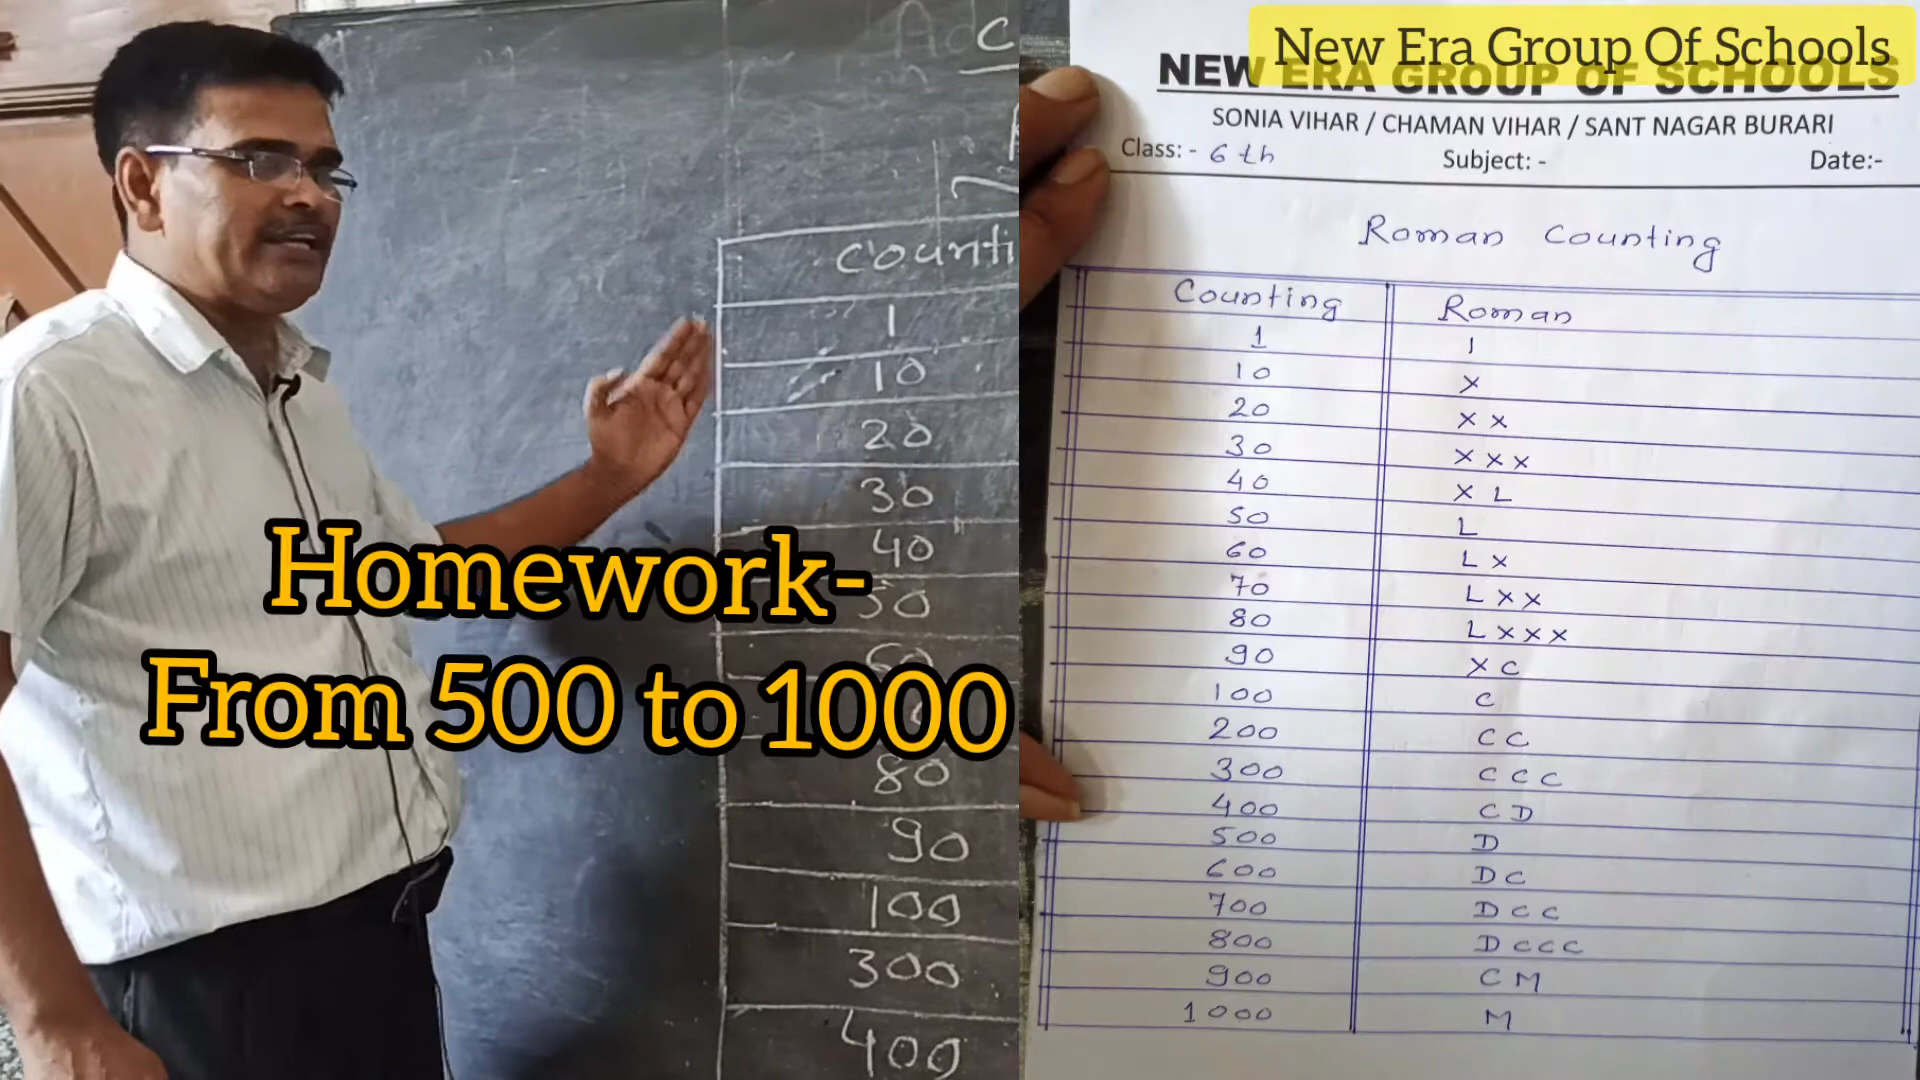 C
Counti
1
10
20
30
40
50
60
80
90
100
300
400
Homework-
From 500 to 1000
New Era Group Of Schools
NEW ERA GROUP OF SCHOOLS
SONIA VIHAR / CHAMAN VIHAR / SANT NAGAR BURARI
Class: - 6 th Subject: - Date:-
Roman Counting
Counting Roman
1 I
10 X
20 X X
30 X X X
40 X L
50 L
60 L X
70 L X X
80 L X X X
90 X C
100 C
200 C C
300 C C C
400 C D
500 D
600 D C
700 D C C
800 D C C C
900 C M
1000 M